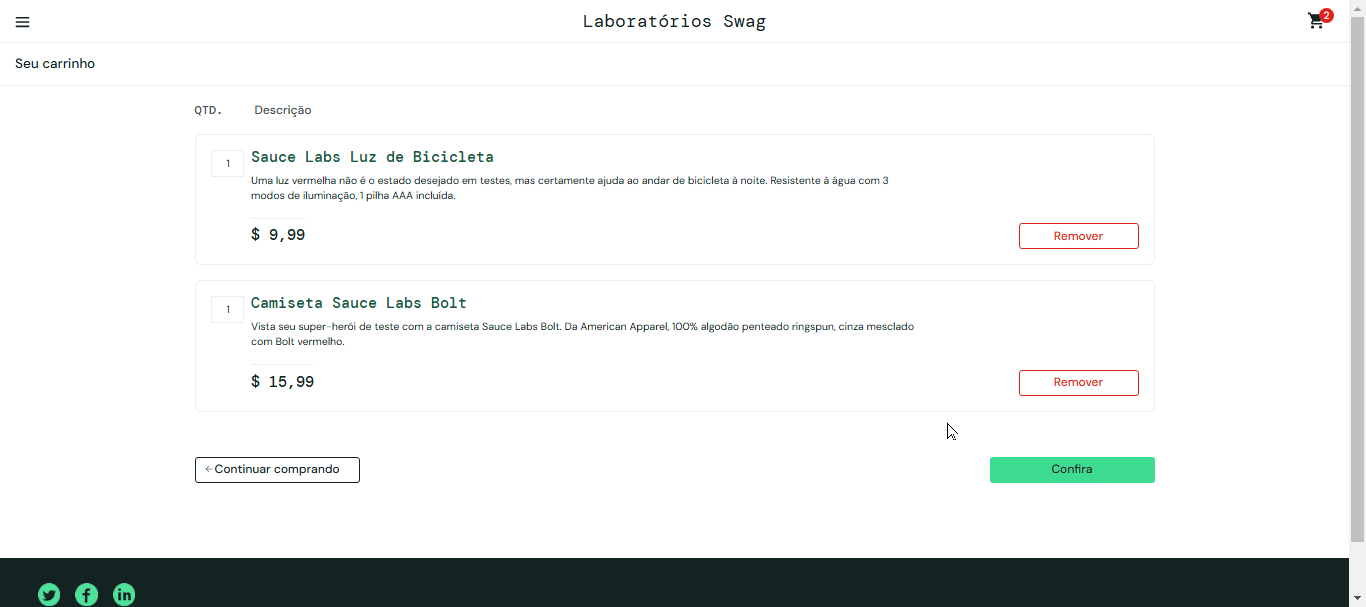 Laboratórios Swag
2
Seu carrinho
QTD. Descrição
1
Sauce Labs Luz de Bicicleta
Uma luz vermelha não é o estado desejado em testes, mas certamente ajuda ao andar de bicicleta à noite. Resistente à água com 3
modos de iluminação, 1 pilha AAA incluída.
$ 9,99
Remover
1
Camiseta Sauce Labs Bolt
Vista seu super-herói de teste com a camiseta Sauce Labs Bolt. Da American Apparel, 100% algodão penteado ringspun, cinza mesclado
com Bolt vermelho.
$ 15,99
Remover
Continuar comprando
Confira